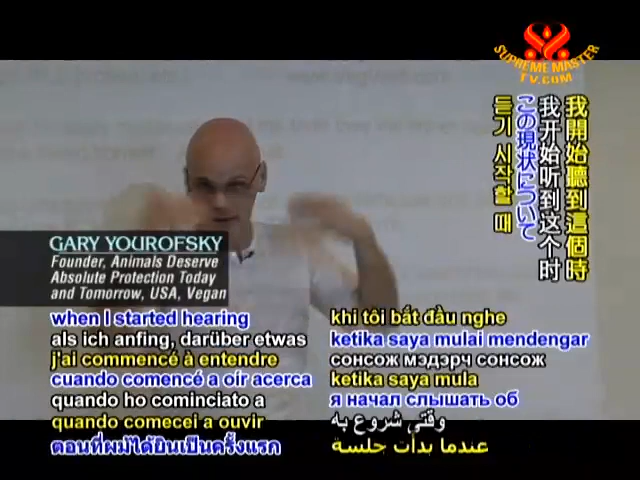 SUPREME MASTER
TV.COM
我開始聽到這個時
我开始听到这个时
この現状について
듣기 시작할 때
GARY YOUROFSKY
Founder, Animals Deserve
Absolute Protection Today
and Tomorrow, USA, Vegan
when I started hearing
als ich anfing, darüber etwas
j'ai commencé à entendre
cuando comencé a oír acerca
quando ho cominciato a
quando comecei a ouvir
ตอนที่ผมได้ยินเป็นครั้งแรก
khi tôi bắt đầu nghe
ketika saya mulai mendengar
сонсож мэдэрч сонсож
ketika saya mula
я начал слышать об
وقتی شروع به
عندما بدأت جلسة